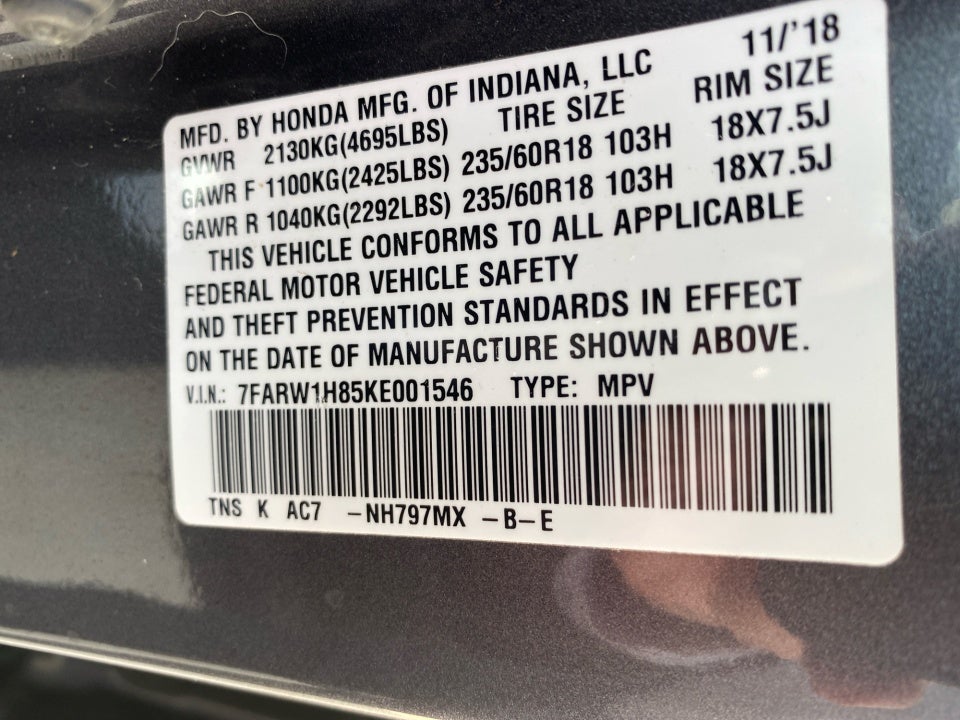 11/'18
MFD. BY HONDA MFG. OF INDIANA, LLC
GVWR 2130KG(4695LBS) TIRE SIZE RIM SIZE
GAWR F 1100KG(2425LBS) 235/60R18 103H 18X7.5J
GAWR R 1040KG(2292LBS) 235/60R18 103H 18X7.5J
THIS VEHICLE CONFORMS TO ALL APPLICABLE
FEDERAL MOTOR VEHICLE SAFETY
AND THEFT PREVENTION STANDARDS IN EFFECT
ON THE DATE OF MANUFACTURE SHOWN ABOVE.
V.I.N.: 7FARW1H85KE001546 TYPE: MPV
TNS K AC7 -NH797MX -B-E